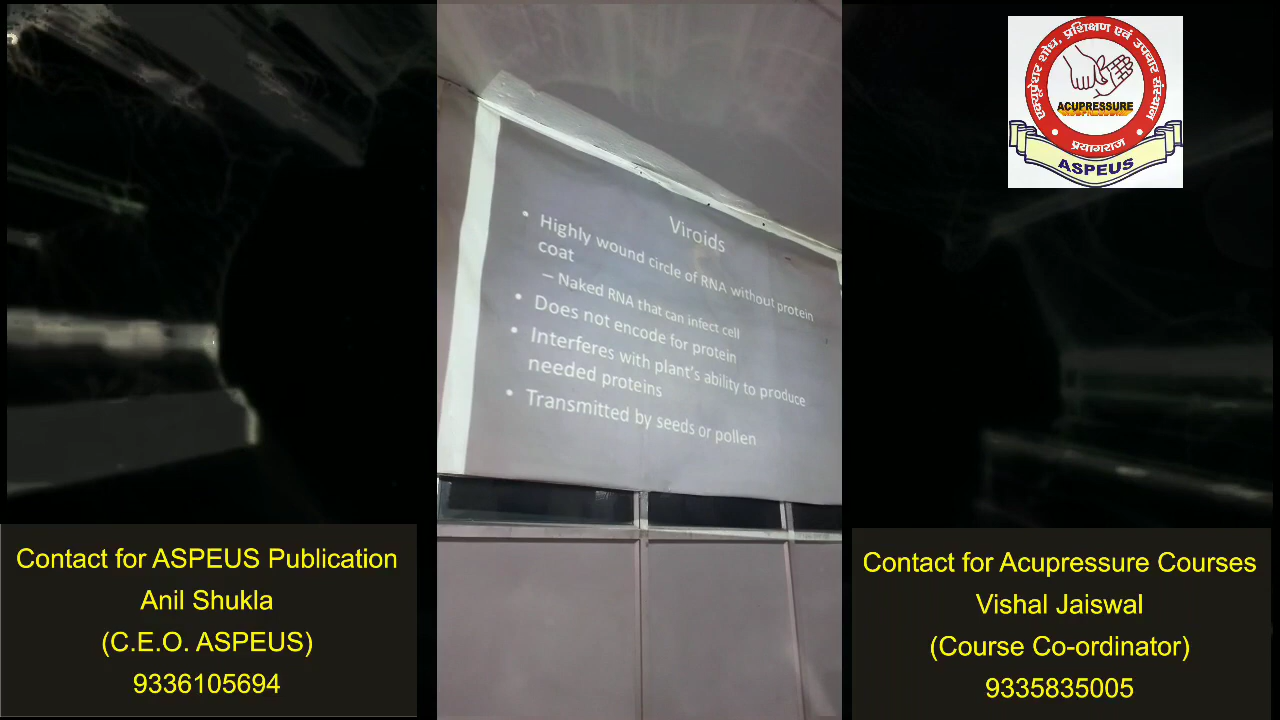 एक्यूप्रेशर शोध, प्रशिक्षण एवं उपचार संस्थान
ACUPRESSURE
प्रयागराज
ASPEUS
Viroids
• Highly wound circle of RNA without protein
coat
– Naked RNA that can infect cell
• Does not encode for protein
• Interferes with plant's ability to produce
needed proteins
• Transmitted by seeds or pollen
Contact for ASPEUS Publication
Anil Shukla
(C.E.O. ASPEUS)
9336105694
Contact for Acupressure Courses
Vishal Jaiswal
(Course Co-ordinator)
9335835005